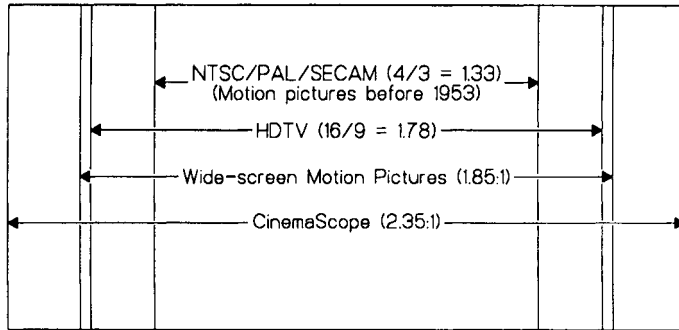 NTSC/PAL/SECAM (4/3 = 1.33)
(Motion pictures before 1953)
HDTV (16/9 = 1.78)
Wide-screen Motion Pictures (1.85:1)
CinemaScope (2.35:1)